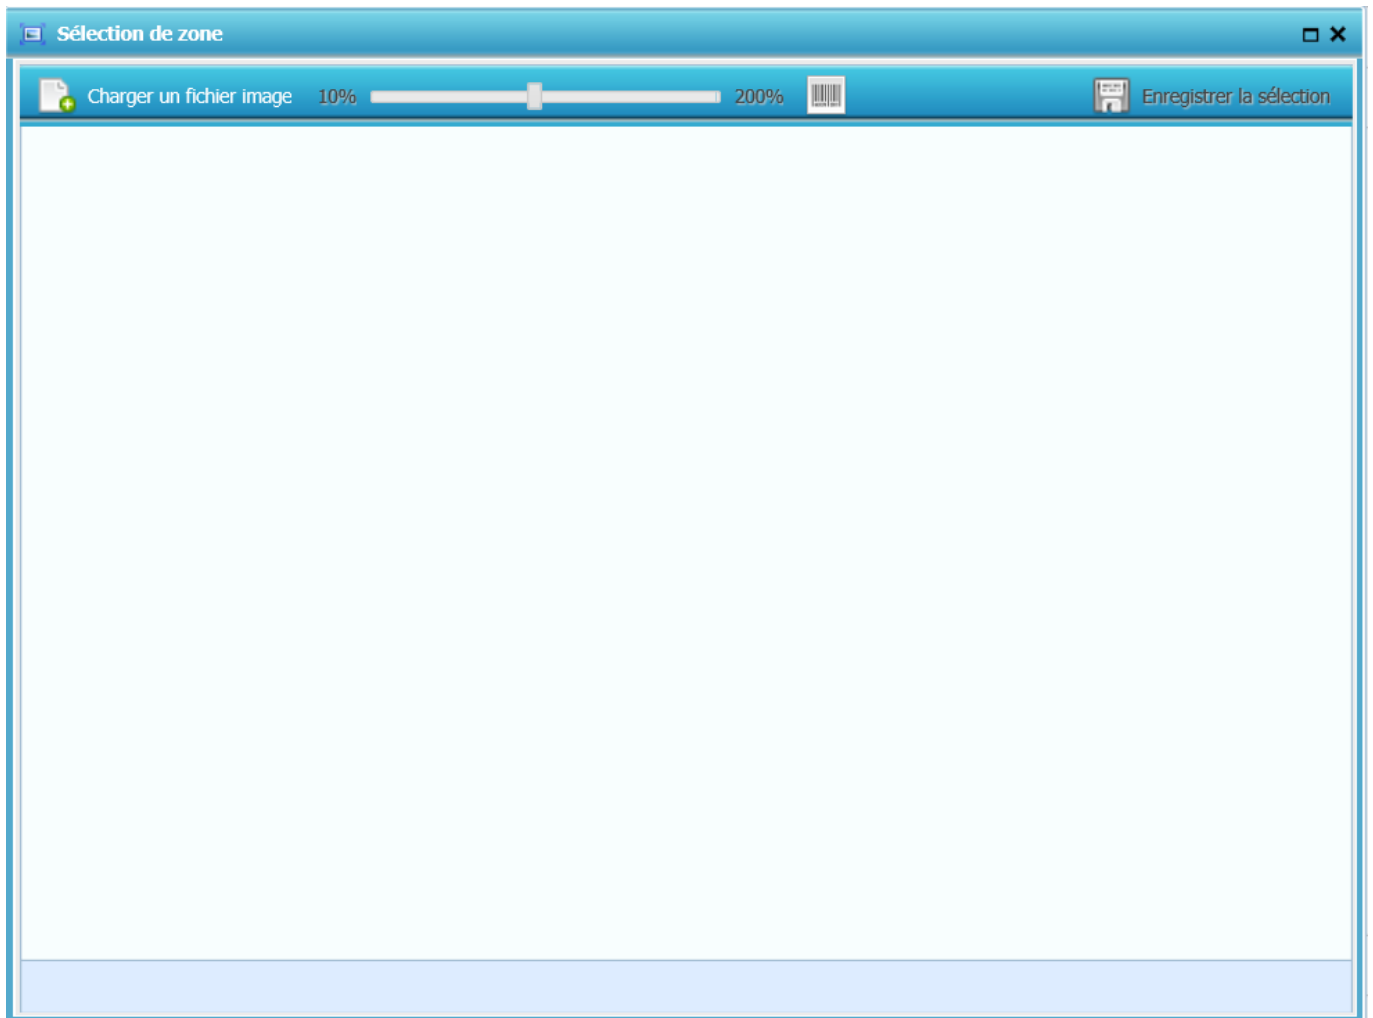 Sélection de zone
Charger un fichier image 10% 200% Enregistrer la sélection